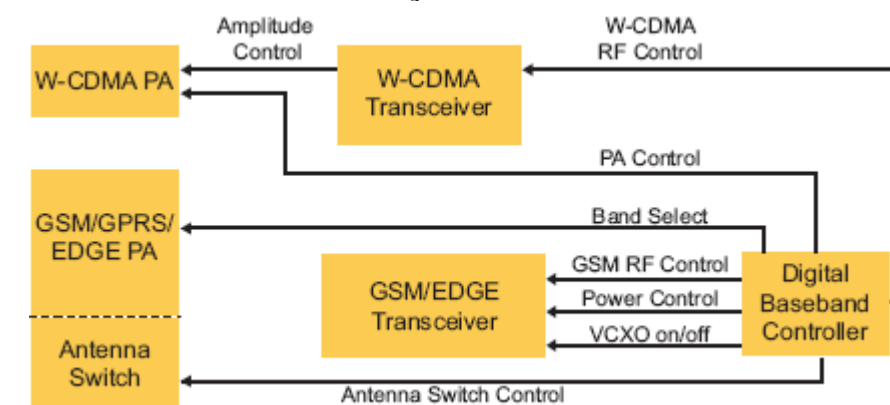 Amplitude
Control
W-CDMA
RF Control
W-CDMA PA
W-CDMA
Transceiver
PA Control
Band Select
GSM/GPRS/
EDGE PA
GSM RF Control
Power Control
VCXO on/off
GSM/EDGE
Transceiver
Digital
Baseband
Controller
Antenna
Switch
Antenna Switch Control